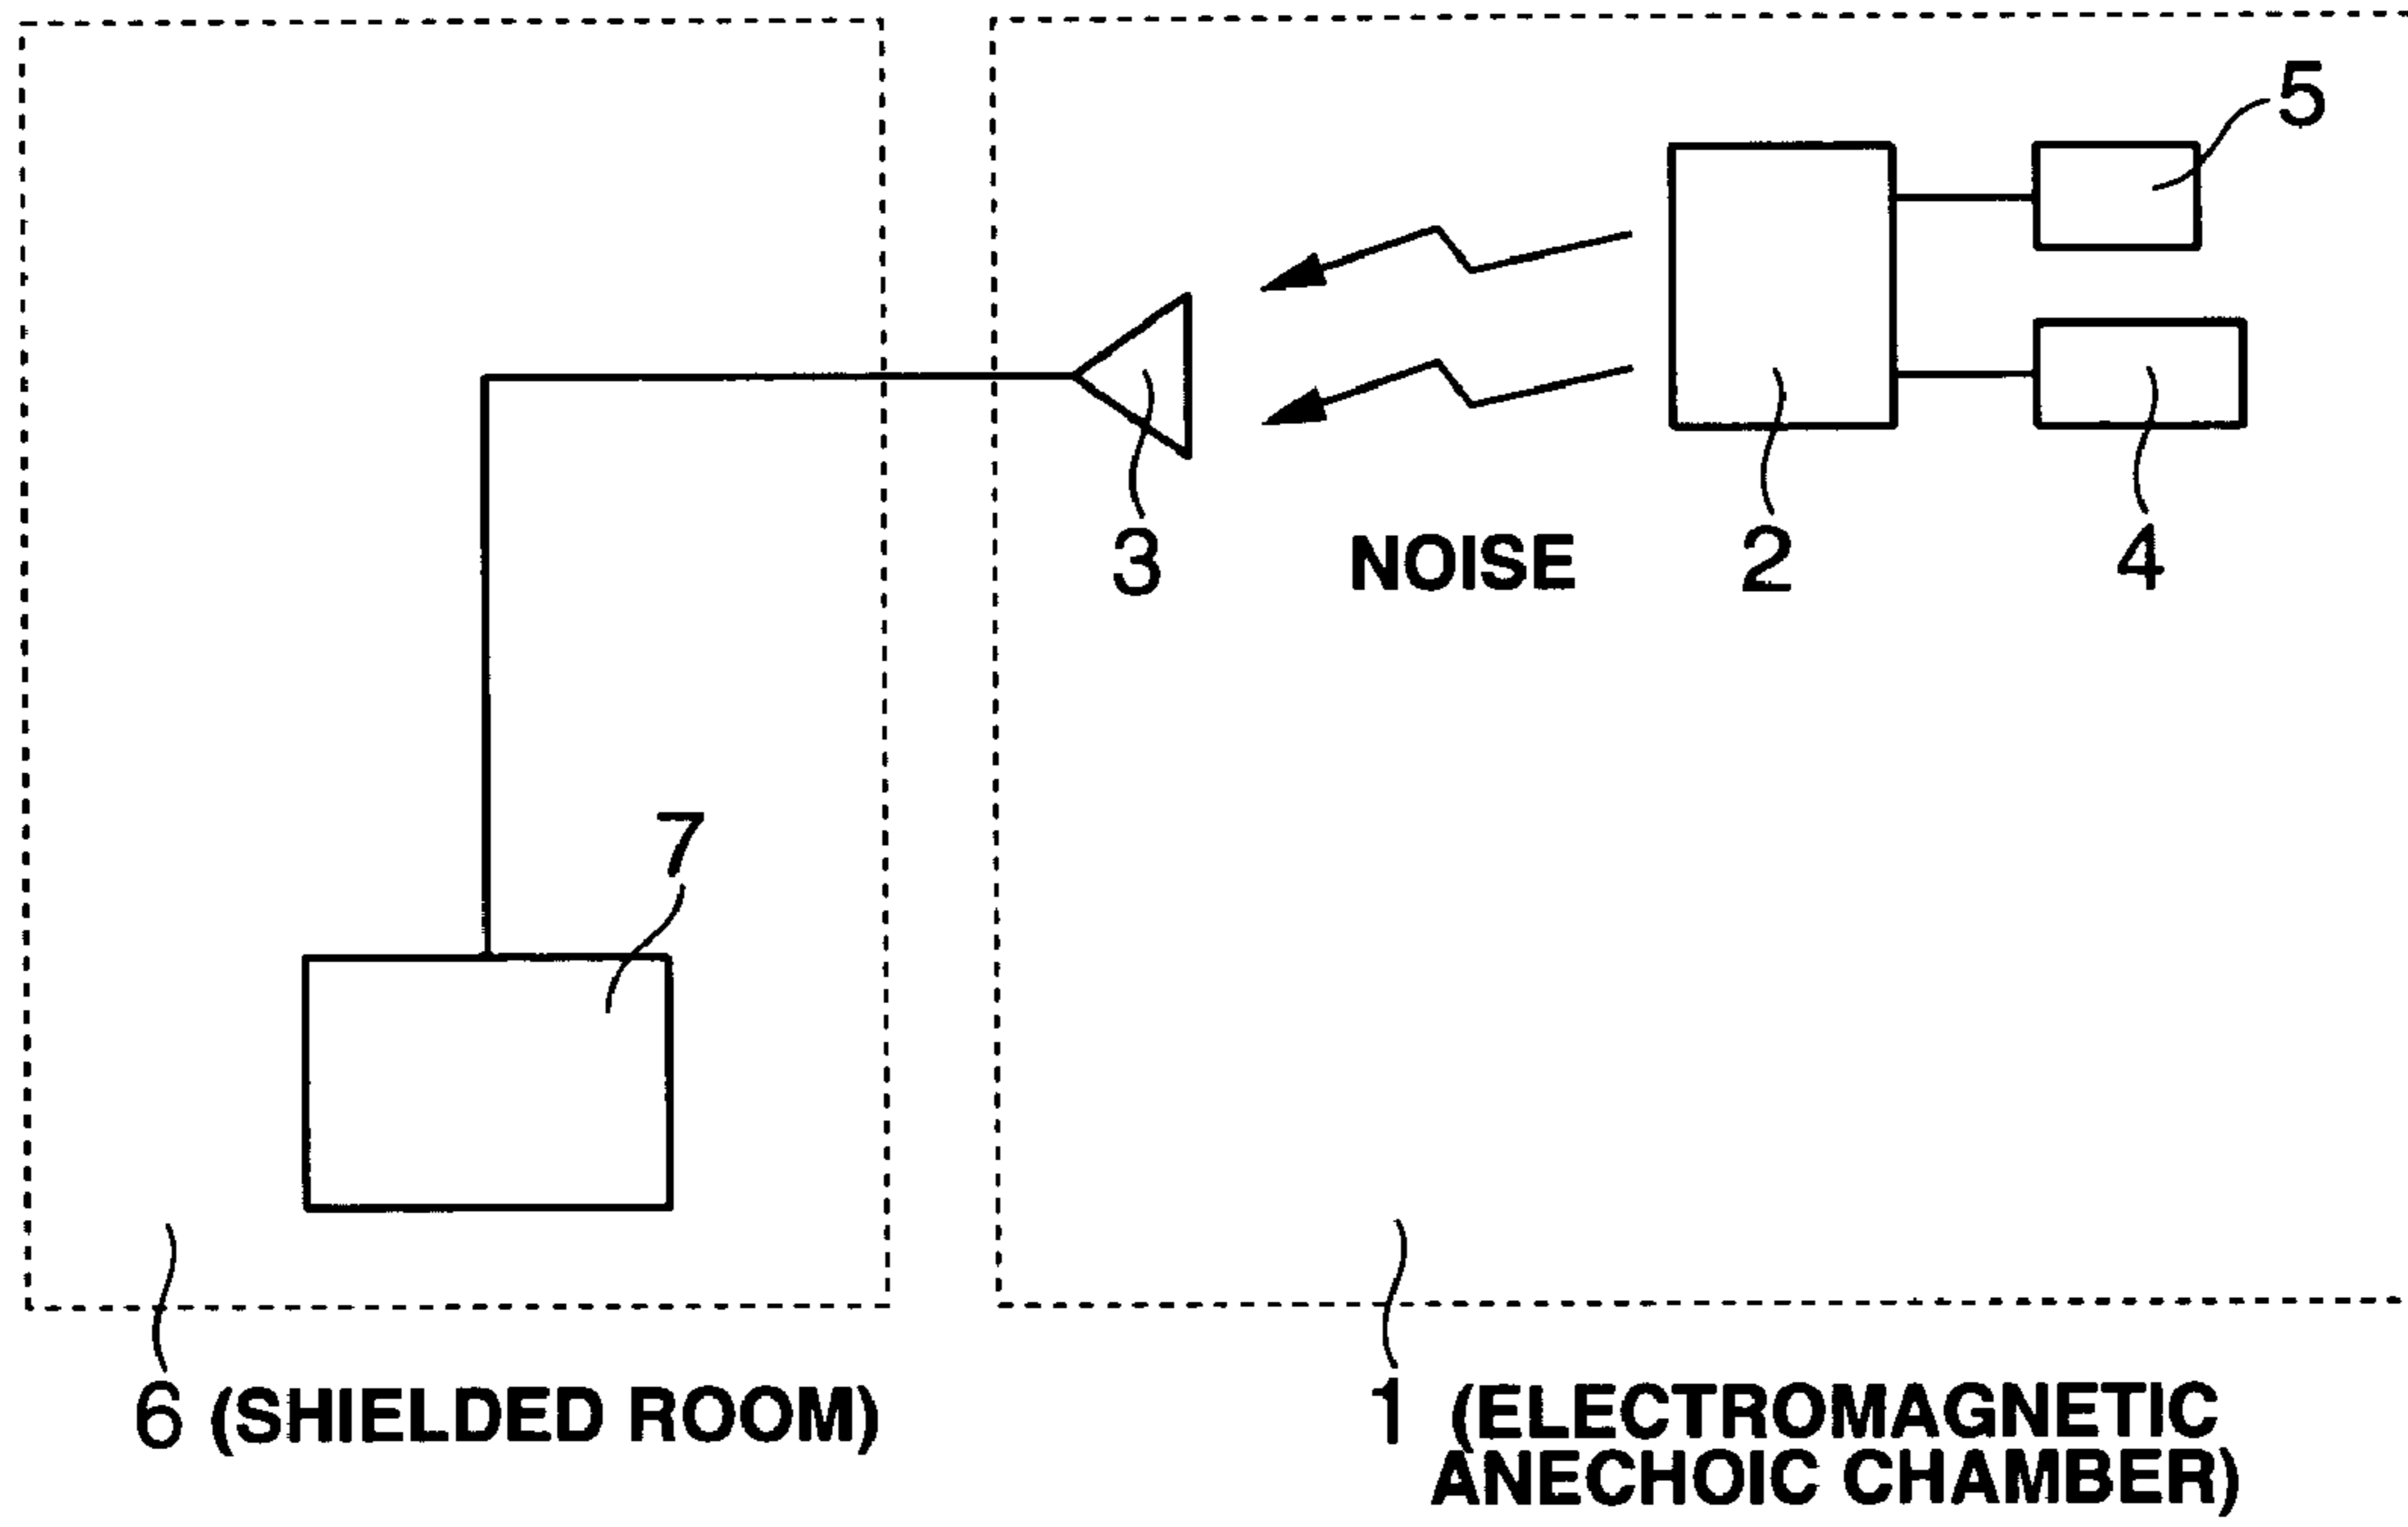 5
3
NOISE
2
4
7
6 (SHIELDED ROOM)
1 (ELECTROMAGNETIC
ANECHOIC CHAMBER)